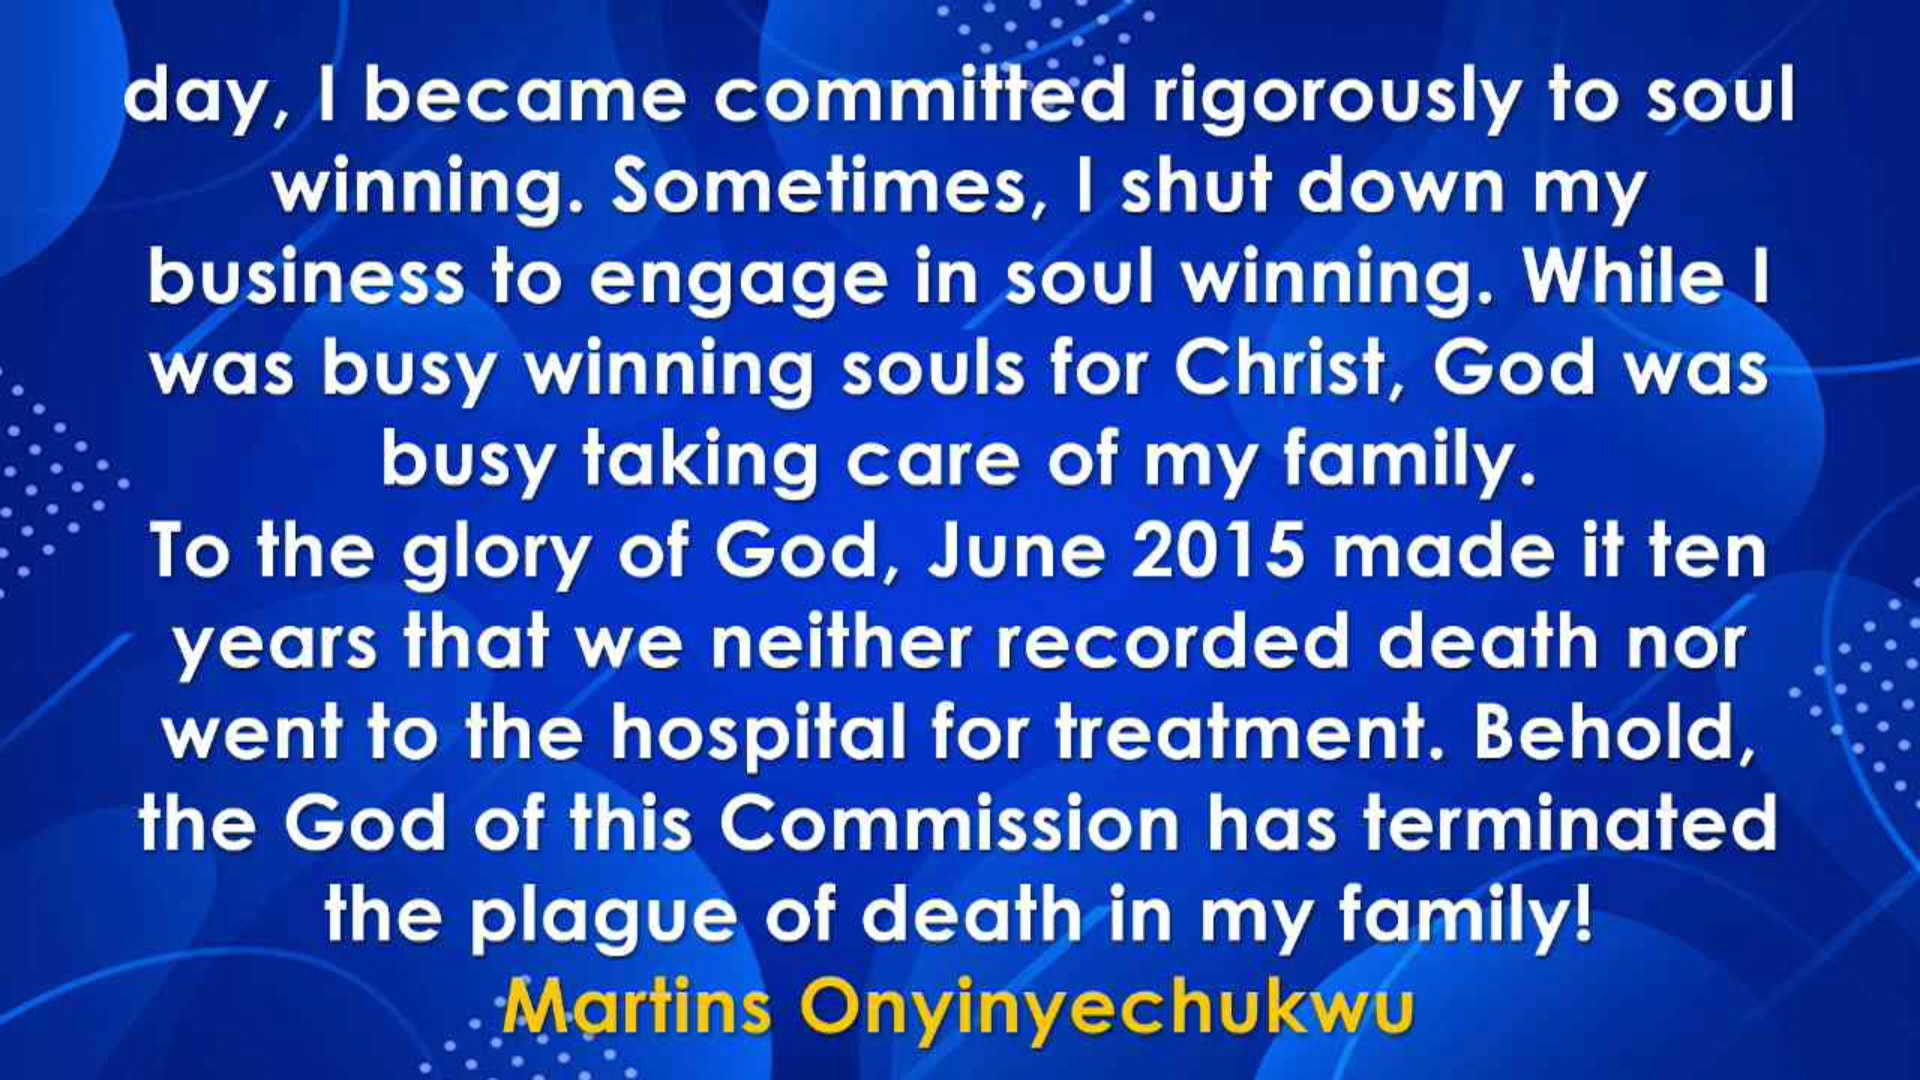 day, I became committed rigorously to soul
winning. Sometimes, I shut down my
business to engage in soul winning. While I
was busy winning souls for Christ, God was
busy taking care of my family.
To the glory of God, June 2015 made it ten
years that we neither recorded death nor
went to the hospital for treatment. Behold,
the God of this Commission has terminated
the plague of death in my family!
Martins Onyinyechukwu